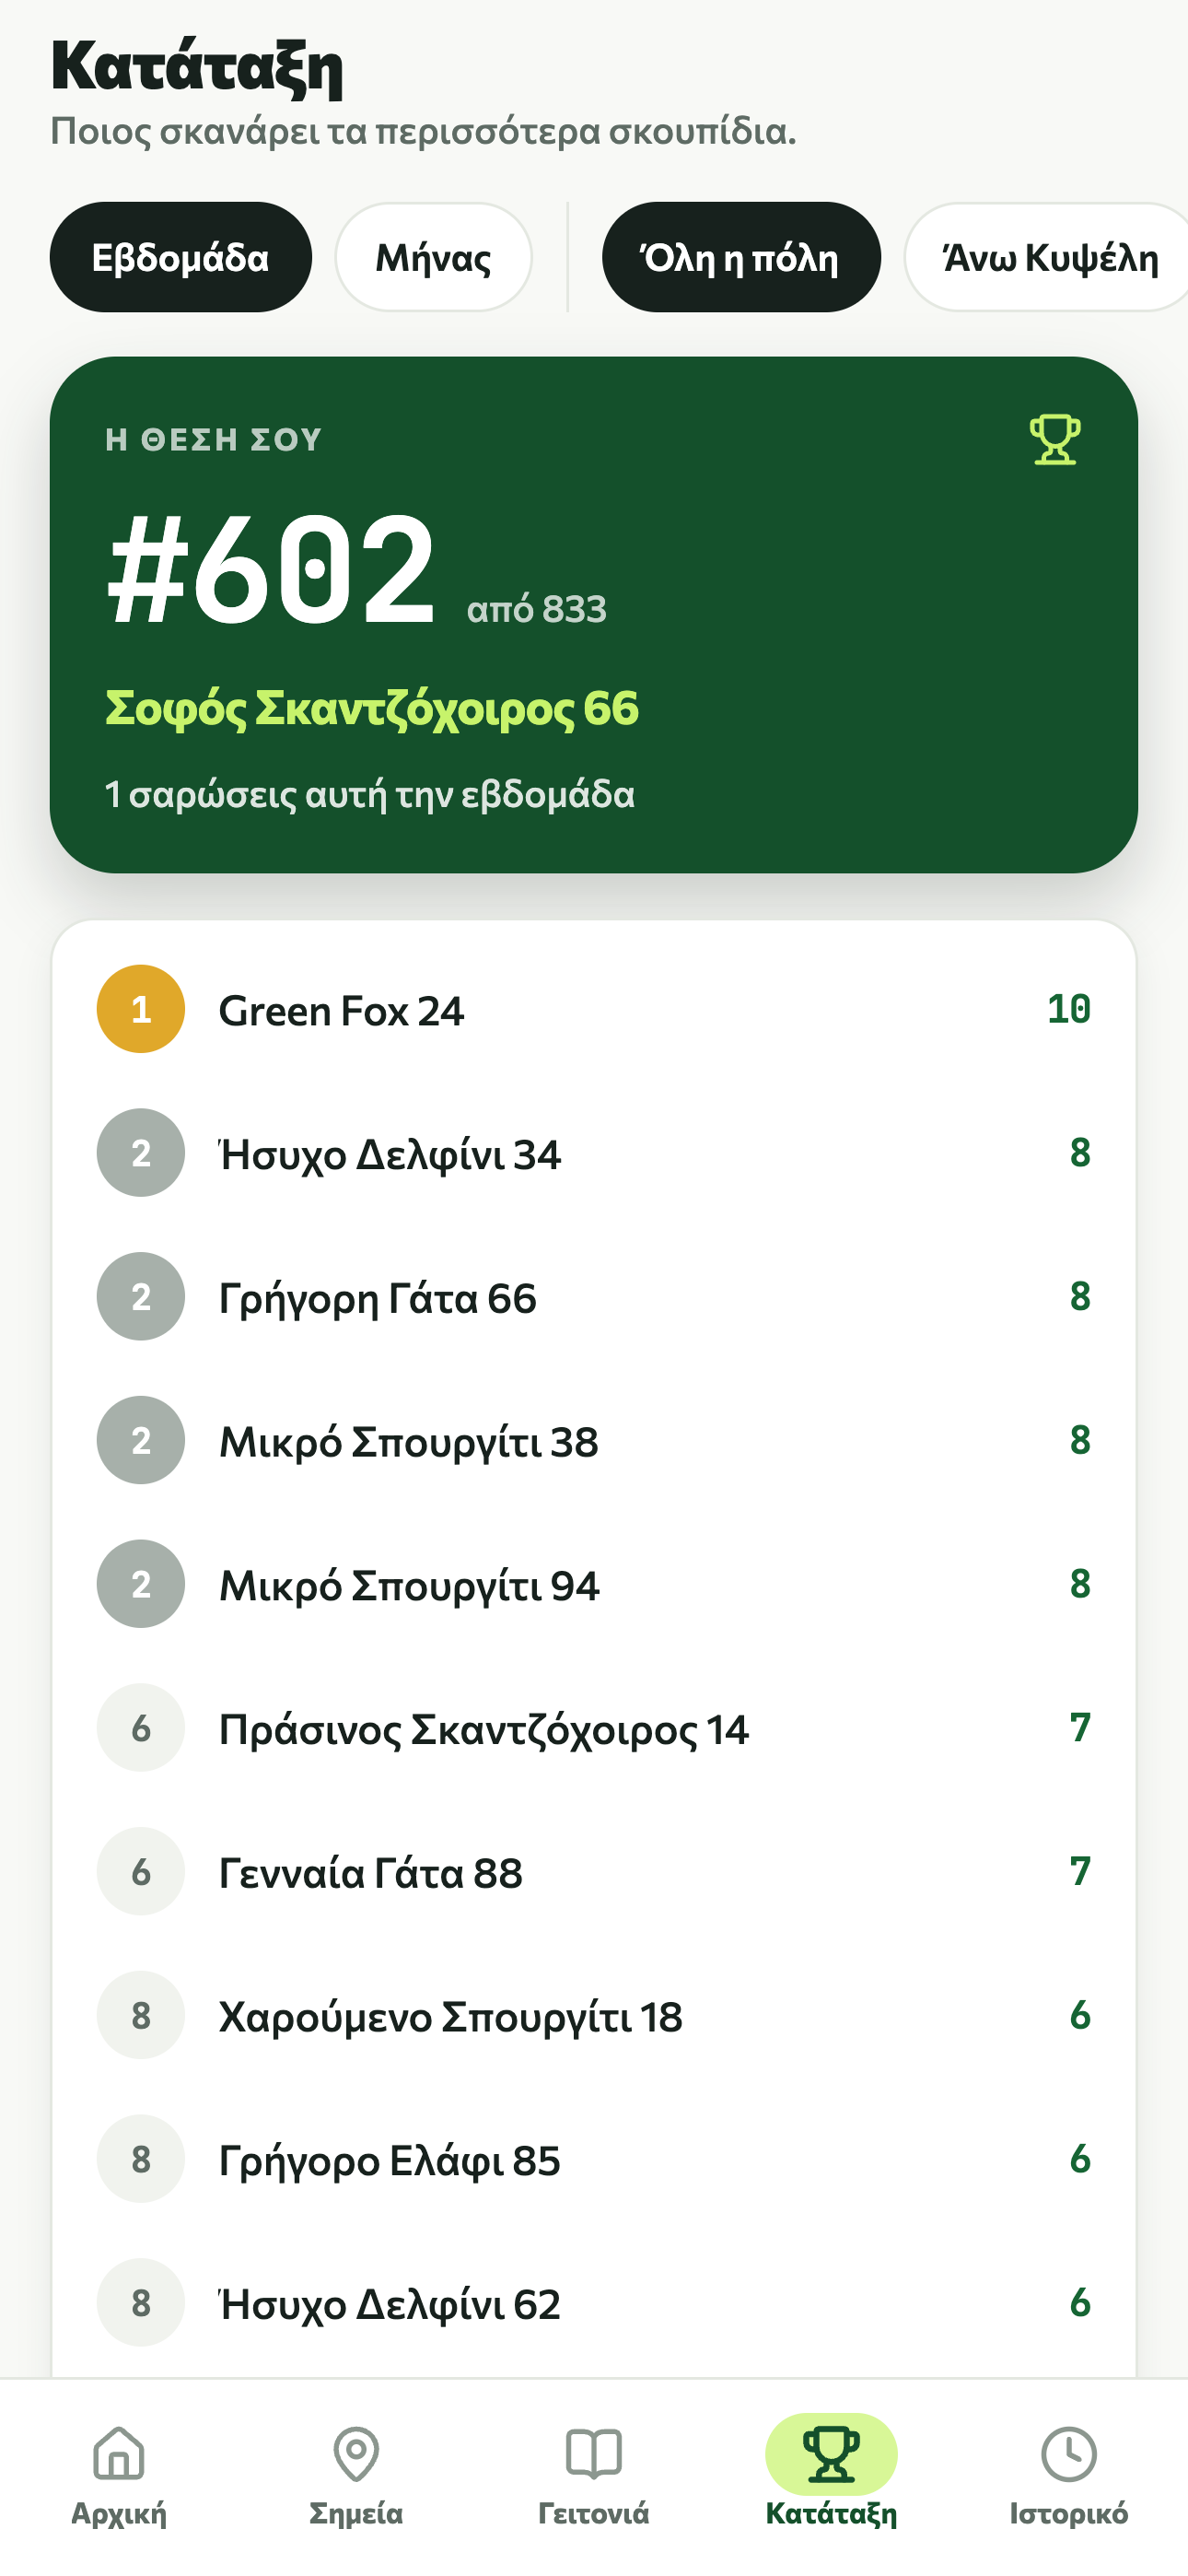 Κατάταξη
Ποιος σκανάρει τα περισσότερα σκουπίδια.
Εβδομάδα Μήνας Όλη η πόλη Άνω Κυψέλη
Η ΘΕΣΗ ΣΟΥ
#602 από 833
Σοφός Σκαντζόχοιρος 66
1 σαρώσεις αυτή την εβδομάδα
1 Green Fox 24 10
2 Ήσυχο Δελφίνι 34 8
2 Γρήγορη Γάτα 66 8
2 Μικρό Σπουργίτι 38 8
2 Μικρό Σπουργίτι 94 8
6 Πράσινος Σκαντζόχοιρος 14 7
6 Γενναία Γάτα 88 7
8 Χαρούμενο Σπουργίτι 18 6
8 Γρήγορο Ελάφι 85 6
8 Ήσυχο Δελφίνι 62 6
Αρχική Σημεία Γειτονιά Κατάταξη Ιστορικό